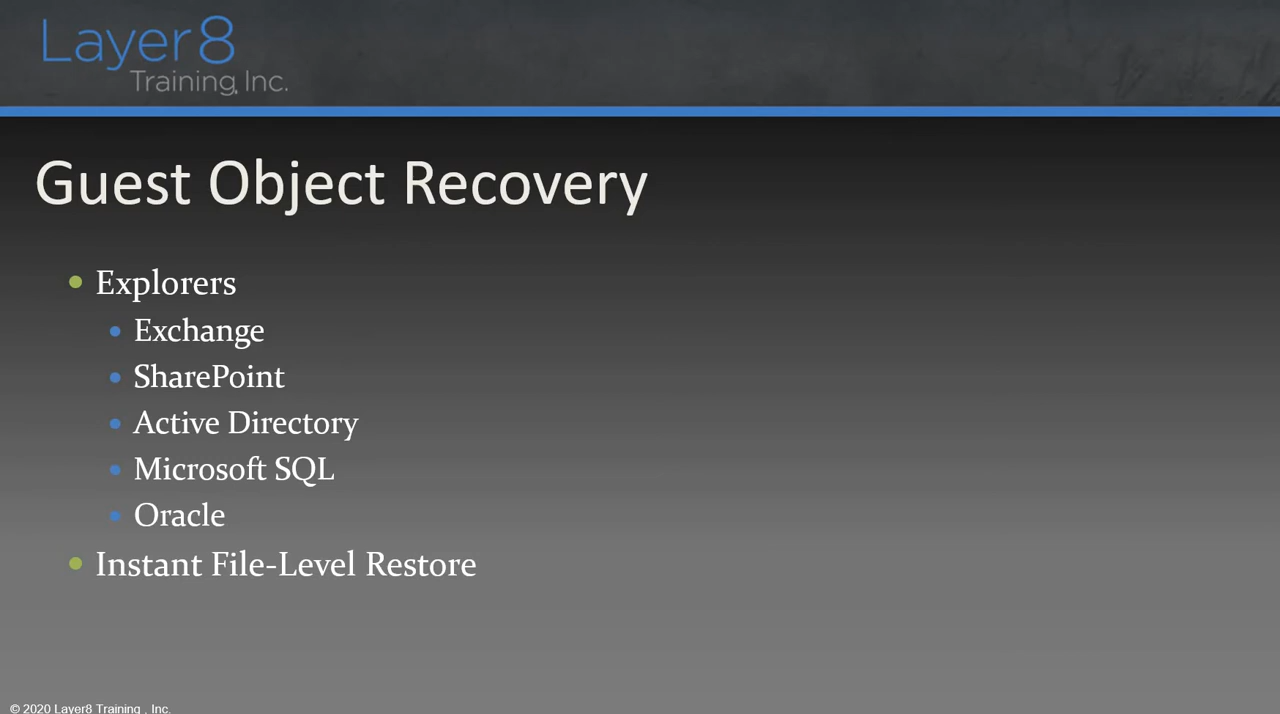 Layer8
Training, Inc.
Guest Object Recovery
Explorers
Exchange
SharePoint
Active Directory
Microsoft SQL
Oracle
Instant File-Level Restore
© 2020 Layer8 Training , Inc.